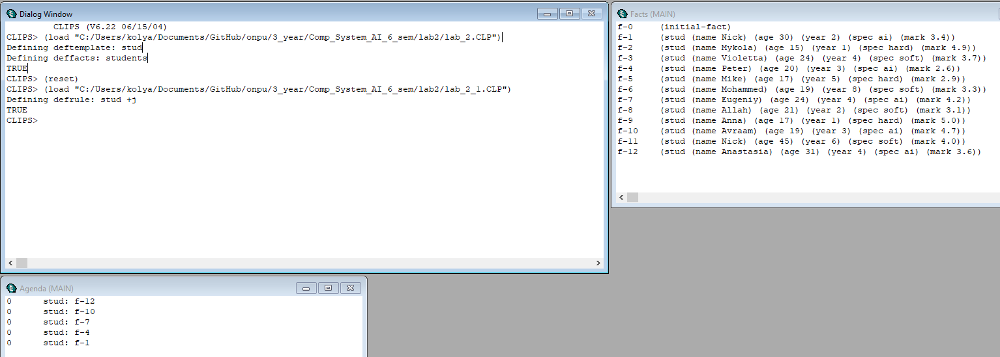 Dialog Window
CLIPS (V6.22 06/15/04)
CLIPS> (load "C:/Users/kolya/Documents/GitHub/onpu/3_year/Comp_System_AI_6_sem/lab2/lab_2.CLP")
Defining deftemplate: stud
Defining deffacts: students
TRUE
CLIPS> (reset)
CLIPS> (load "C:/Users/kolya/Documents/GitHub/onpu/3_year/Comp_System_AI_6_sem/lab2/lab_2_1.CLP")
Defining defrule: stud +j
TRUE
CLIPS>
Facts (MAIN)
f-0 (initial-fact)
f-1 (stud (name Nick) (age 30) (year 2) (spec ai) (mark 3.4))
f-2 (stud (name Mykola) (age 15) (year 1) (spec hard) (mark 4.9))
f-3 (stud (name Violetta) (age 24) (year 4) (spec soft) (mark 3.7))
f-4 (stud (name Peter) (age 20) (year 3) (spec ai) (mark 2.6))
f-5 (stud (name Mike) (age 17) (year 5) (spec hard) (mark 2.9))
f-6 (stud (name Mohammed) (age 19) (year 8) (spec soft) (mark 3.3))
f-7 (stud (name Eugeniy) (age 24) (year 4) (spec ai) (mark 4.2))
f-8 (stud (name Allah) (age 21) (year 2) (spec soft) (mark 3.1))
f-9 (stud (name Anna) (age 17) (year 1) (spec hard) (mark 5.0))
f-10 (stud (name Avraam) (age 19) (year 3) (spec ai) (mark 4.7))
f-11 (stud (name Nick) (age 45) (year 6) (spec soft) (mark 4.0))
f-12 (stud (name Anastasia) (age 31) (year 4) (spec ai) (mark 3.6))
Agenda (MAIN)
0 stud: f-12
0 stud: f-10
0 stud: f-7
0 stud: f-4
0 stud: f-1